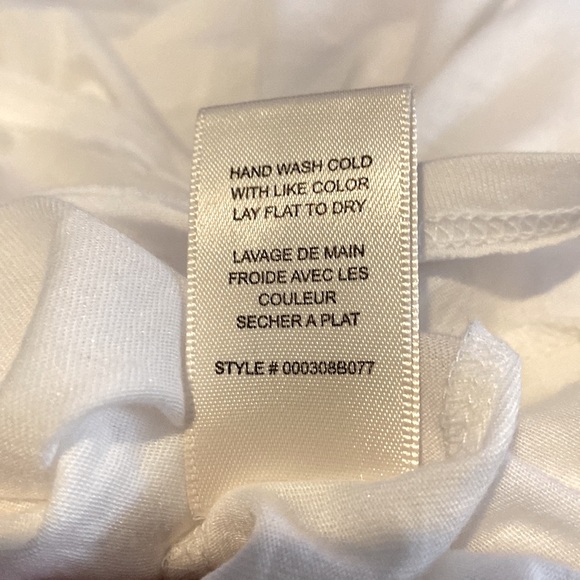 HAND WASH COLD
WITH LIKE COLOR
LAY FLAT TO DRY
LAVAGE DE MAIN
FROIDE AVEC LES
COULEUR
SECHER A PLAT
STYLE # 000308B077